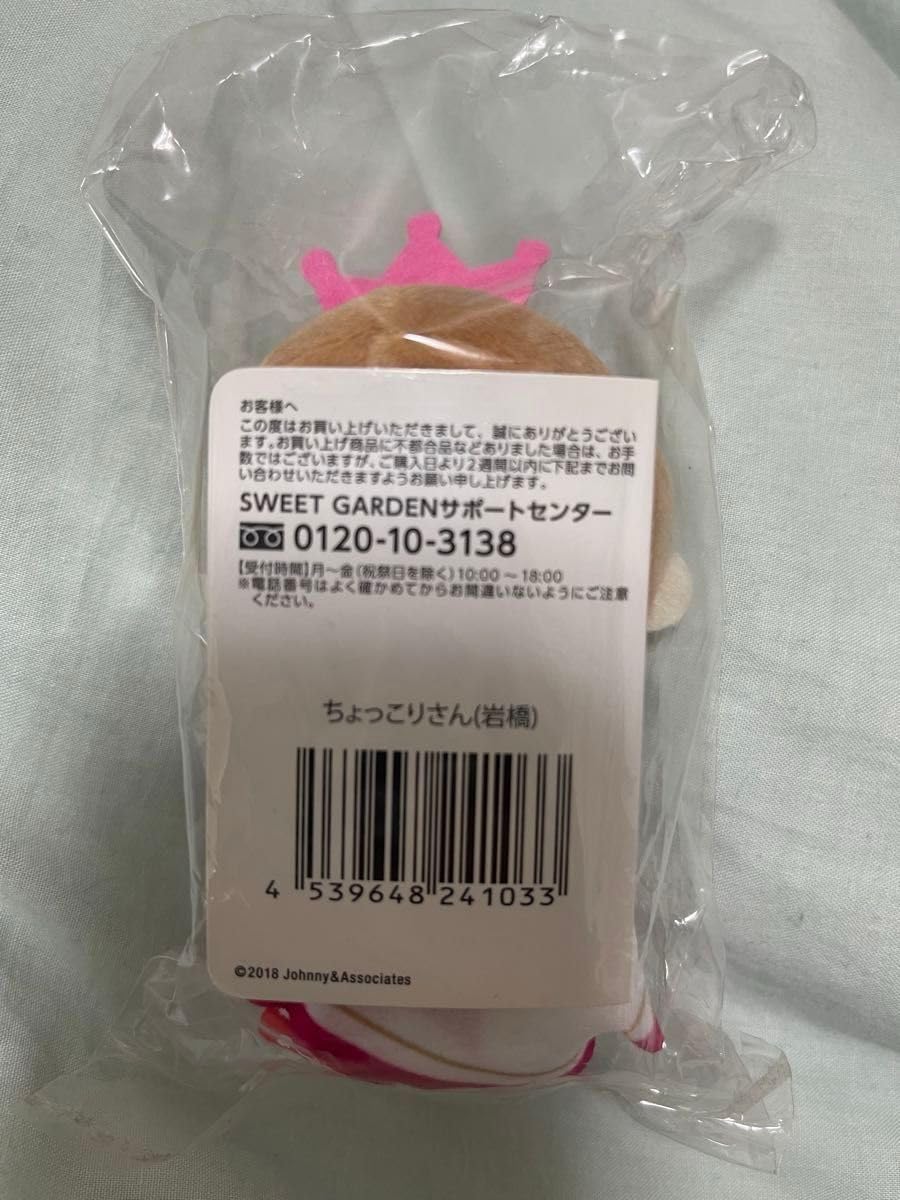 お客様へ
この度はお買い上げいただきまして、誠にありがとうござい
ます。お買い上げ商品に不都合品などありました場合は、お手
数ではございますが、ご購入日より2週間以内に下記までお問
い合わせいただきますようお願い申し上げます。
SWEET GARDENサポートセンター
0120-10-3138
【受付時間】月～金(祝祭日を除く)10:00～18:00
※電話番号はよく確かめてからお間違いないようにご注意
ください。
ちょっこりさん(岩橋)
4 539648 241033
©2018 Johnny&Associates